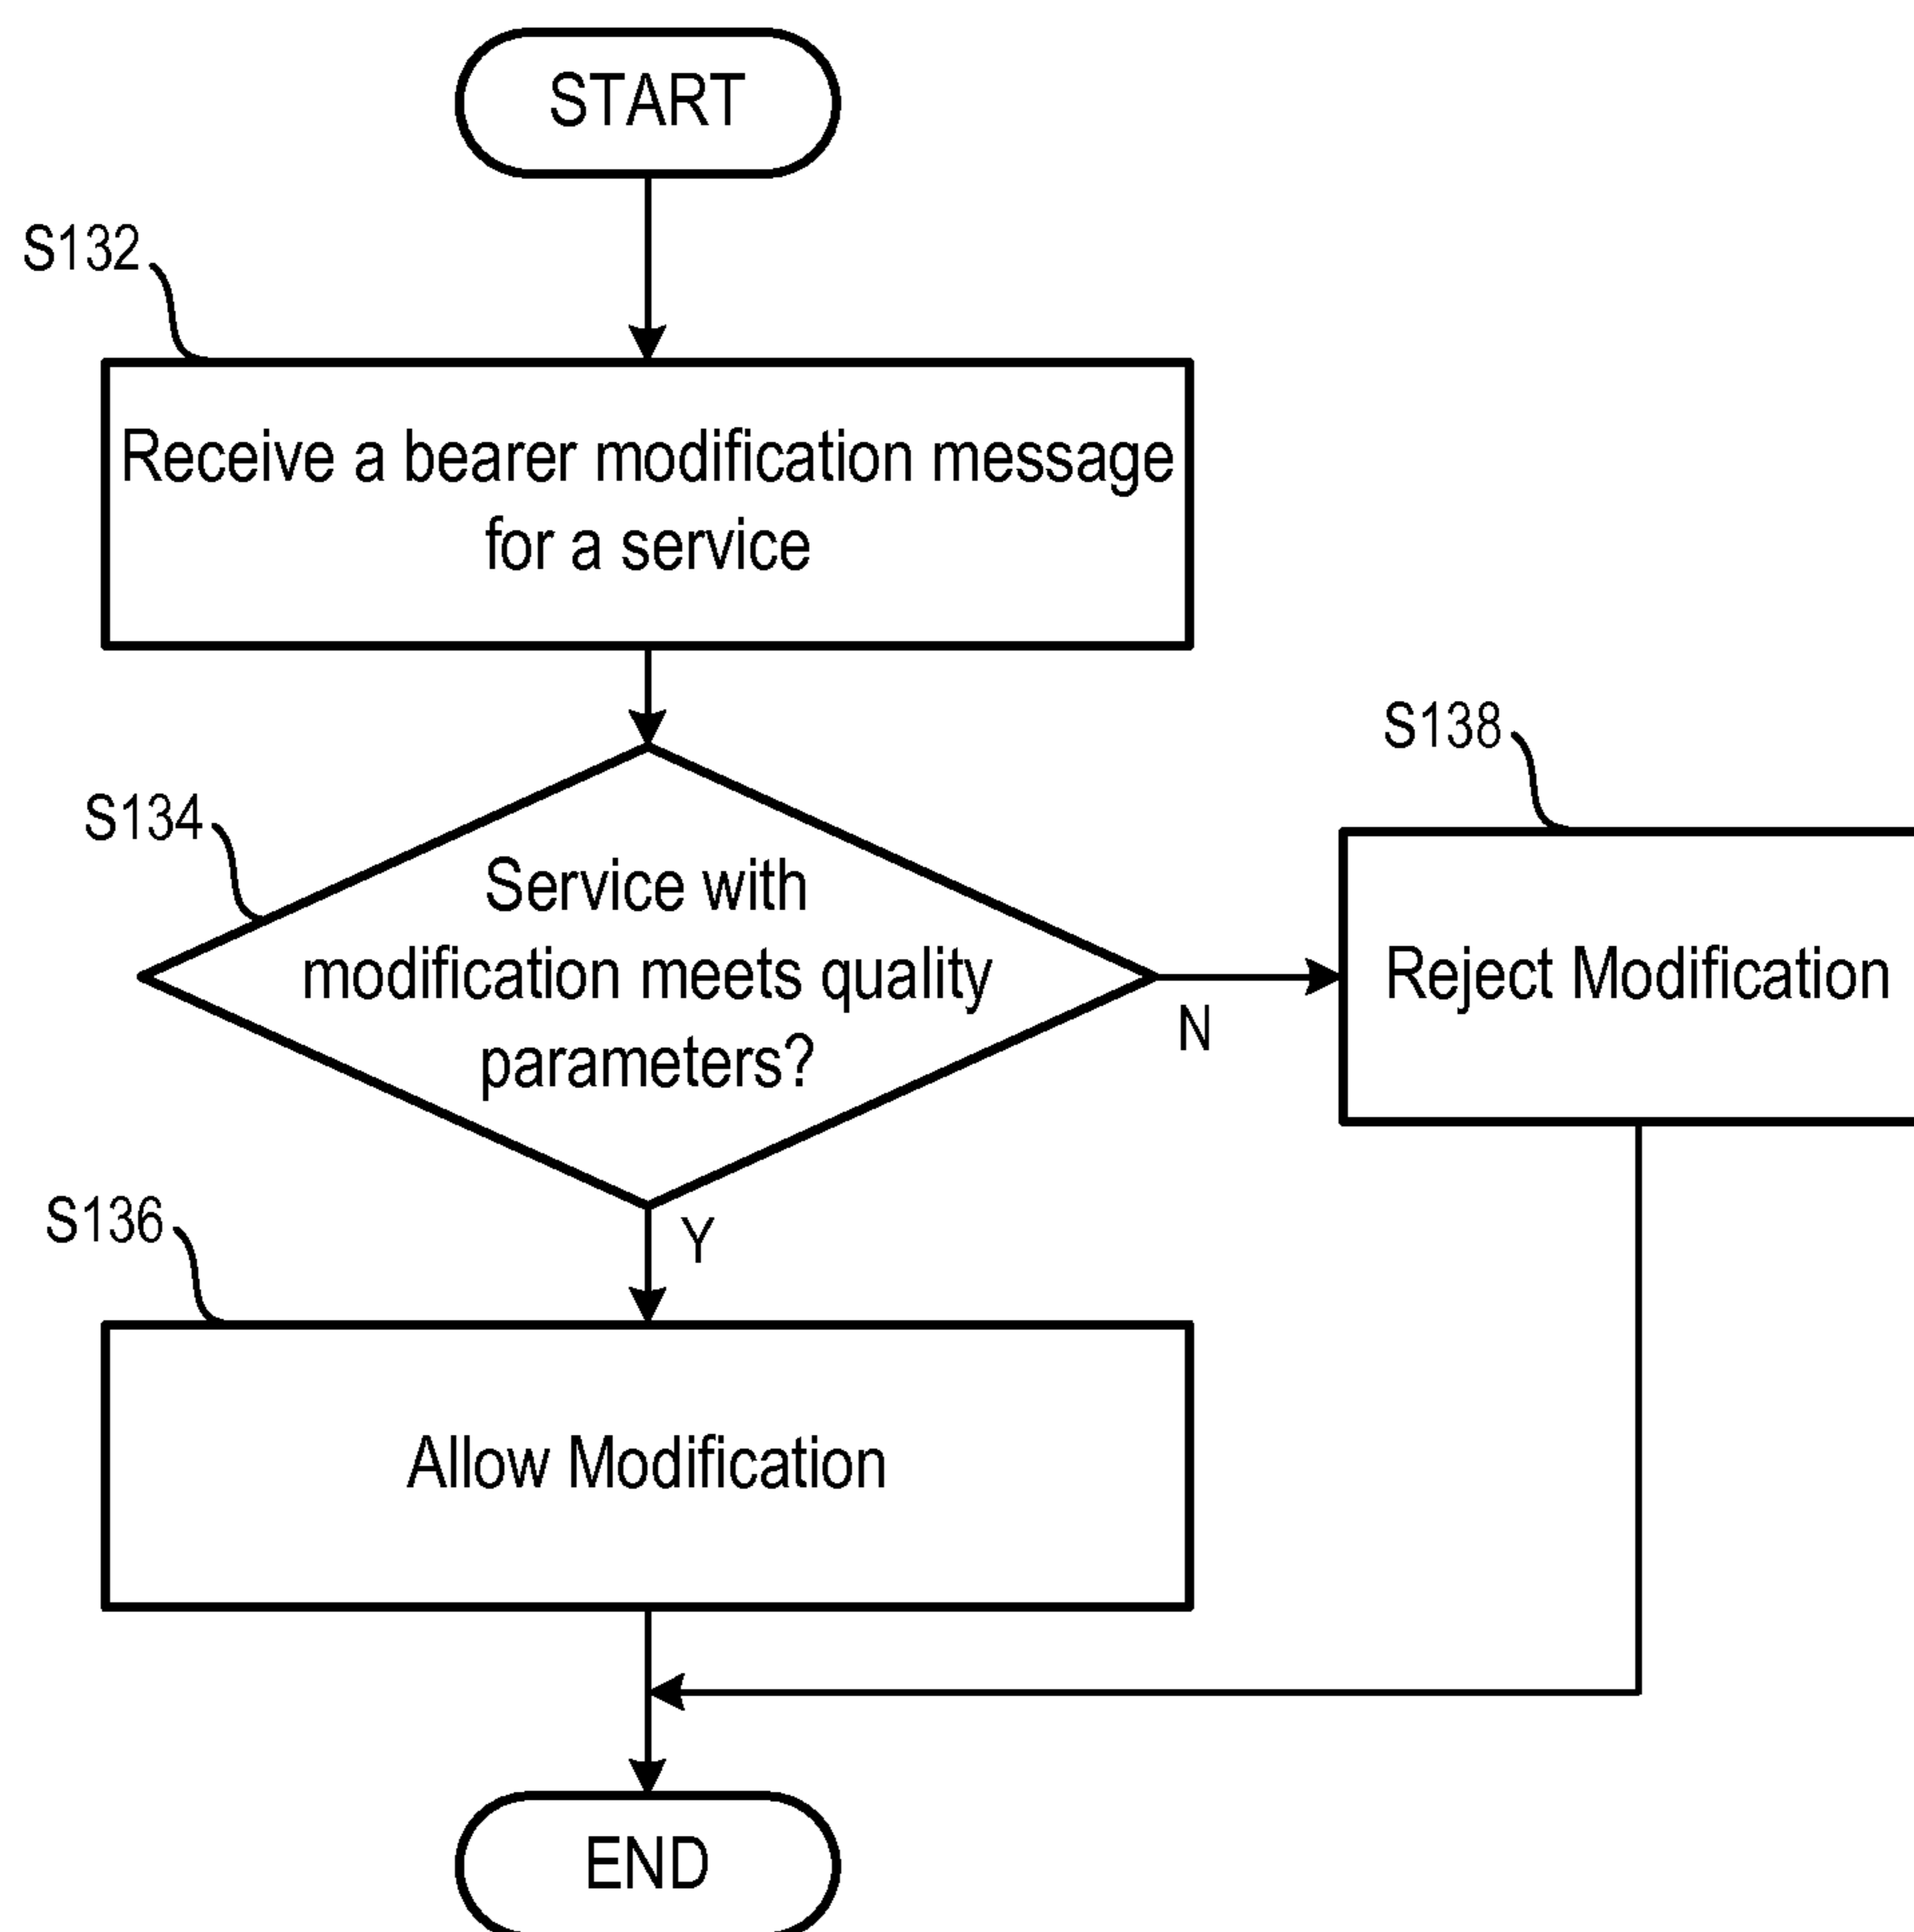 START
S132
Receive a bearer modification message
for a service
S134
Service with
modification meets quality
parameters?
N
S138
Reject Modification
Y
S136
Allow Modification
END